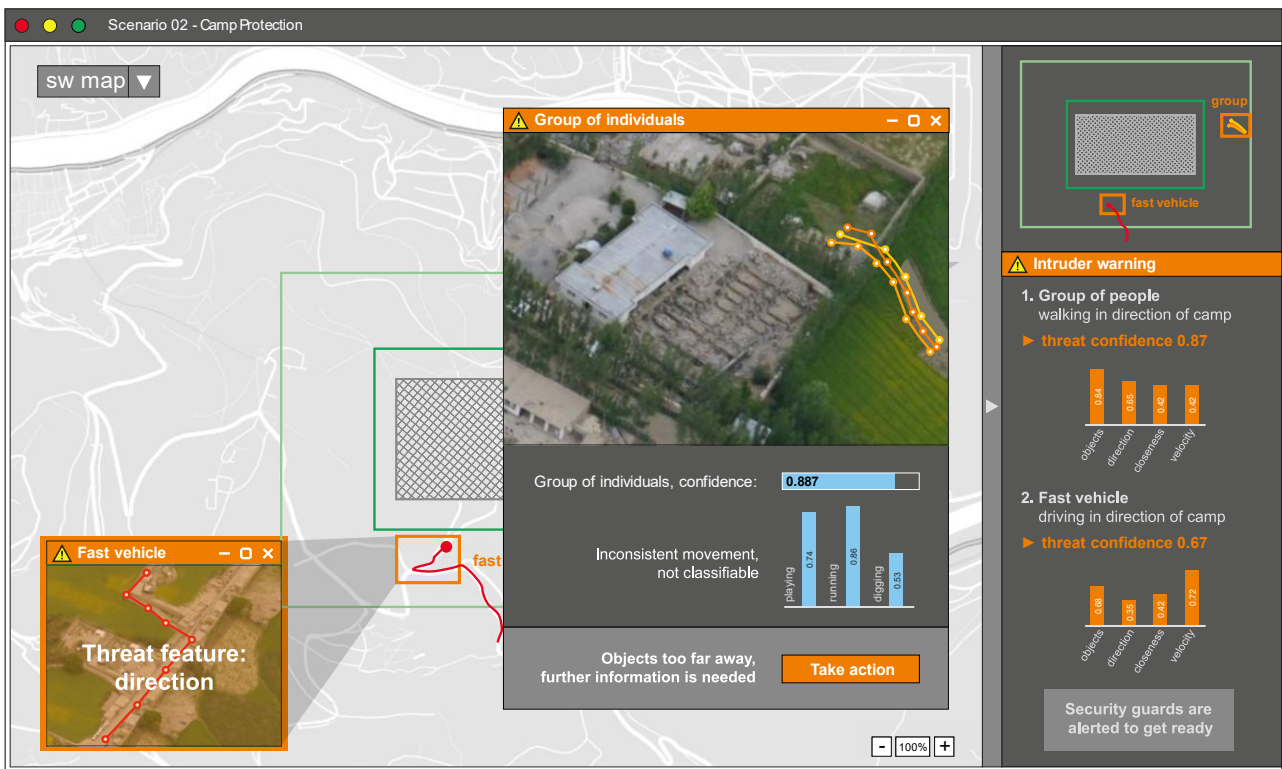 Scenario 02 - Camp Protection
sw map ▼
Group of individuals
Group of individuals, confidence:
0.887
Inconsistent movement,
not classifiable
playing
0.74
running
0.86
digging
0.53
Objects too far away,
further information is needed
Take action
fast
Fast vehicle
Threat feature:
direction
- 100% +
group
fast vehicle
Intruder warning
1. Group of people
walking in direction of camp
► threat confidence 0.87
0.84
0.65
0.42
0.42
objects
direction
closeness
velocity
2. Fast vehicle
driving in direction of camp
► threat confidence 0.67
0.68
0.35
0.42
0.72
objects
direction
closeness
velocity
Security guards are
alerted to get ready